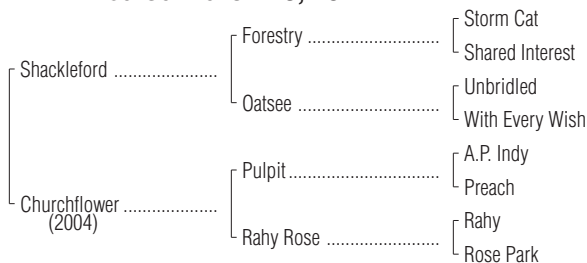 Storm Cat
Forestry
Shared Interest
Shackleford
Unbridled
Oatsee
With Every Wish
A.P. Indy
Pulpit
Preach
Churchflower
(2004)
Rahy
Rahy Rose
Rose Park